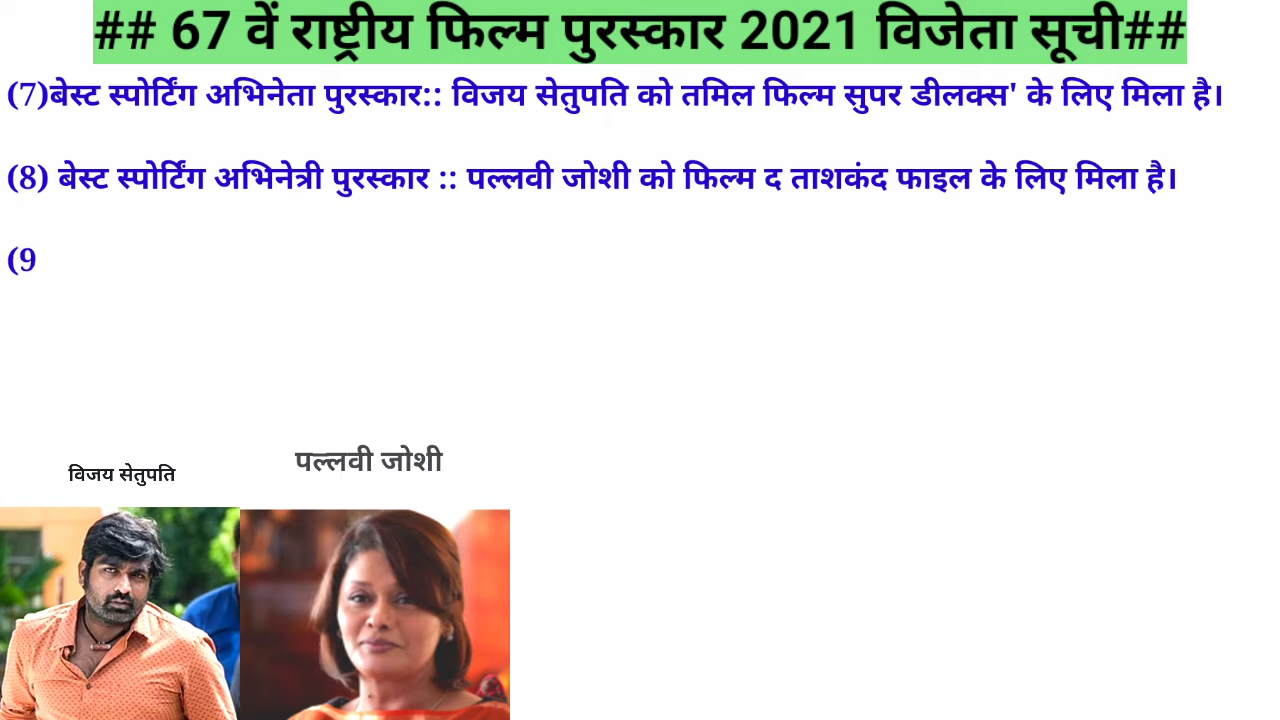 ## 67 वें राष्ट्रीय फिल्म पुरस्कार 2021 विजेता सूची##
(7)बेस्ट स्पोर्टिंग अभिनेता पुरस्कार:: विजय सेतुपति को तमिल फिल्म सुपर डीलक्स' के लिए मिला है।
(8) बेस्ट स्पोर्टिंग अभिनेत्री पुरस्कार :: पल्लवी जोशी को फिल्म द ताशकंद फाइल के लिए मिला है।
(9
विजय सेतुपति
पल्लवी जोशी